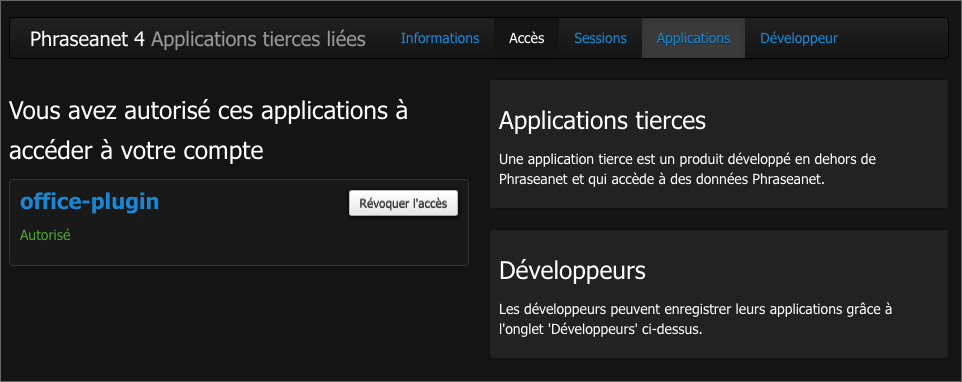 Phraseanet 4 Applications tierces liées Informations Accès Sessions Applications Développeur
Vous avez autorisé ces applications à
accéder à votre compte
office-plugin
Révoquer l'accès
Autorisé
Applications tierces
Une application tierce est un produit développé en dehors de
Phraseanet et qui accède à des données Phraseanet.
Développeurs
Les développeurs peuvent enregistrer leurs applications grâce à
l'onglet 'Développeurs' ci-dessus.